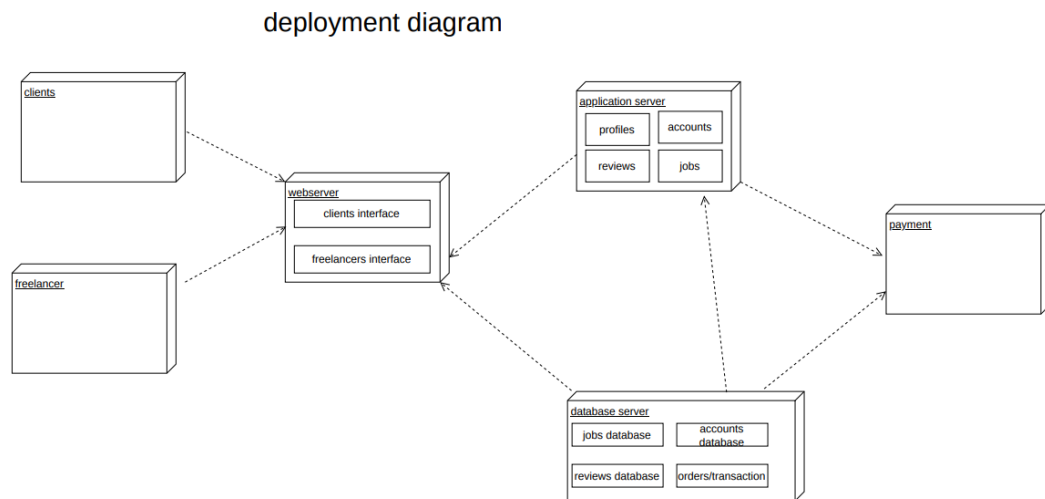 deployment diagram
clients
application server
profiles
accounts
reviews
jobs
webserver
clients interface
freelancers interface
payment
freelancer
database server
jobs database
accounts
database
reviews database
orders/transaction